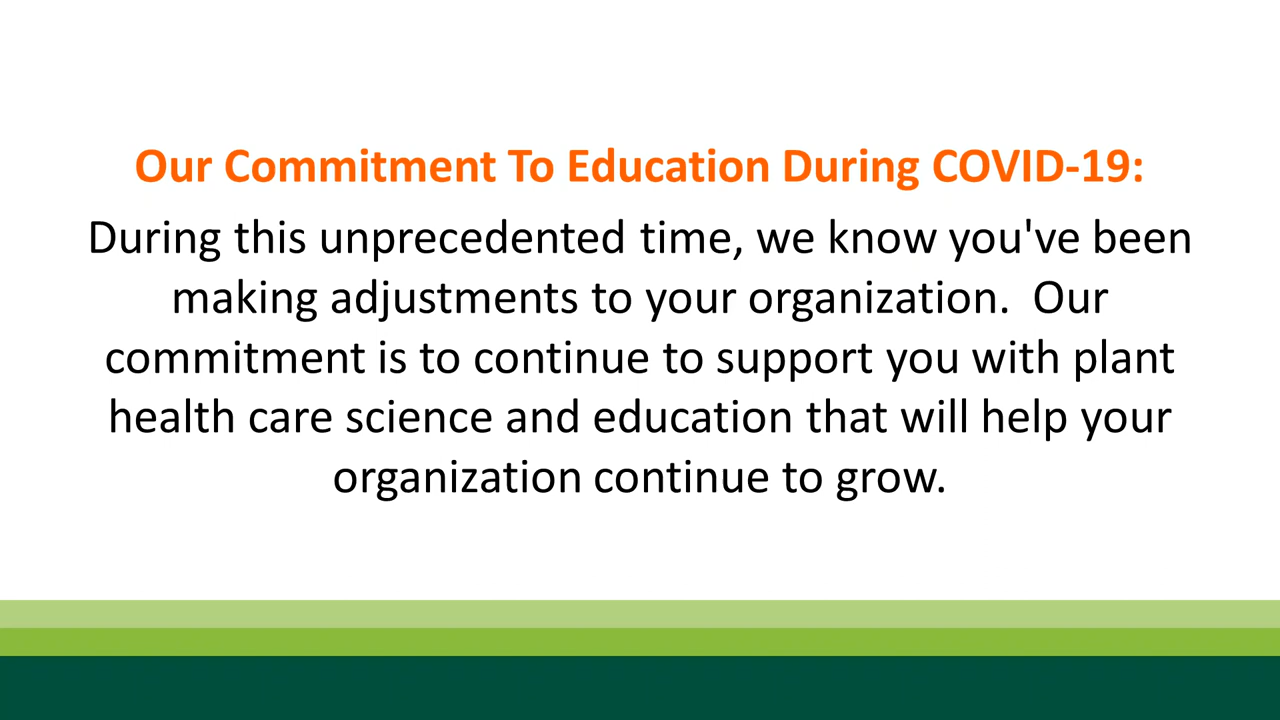 Our Commitment To Education During COVID-19:
During this unprecedented time, we know you've been
making adjustments to your organization.  Our
commitment is to continue to support you with plant
health care science and education that will help your
organization continue to grow.